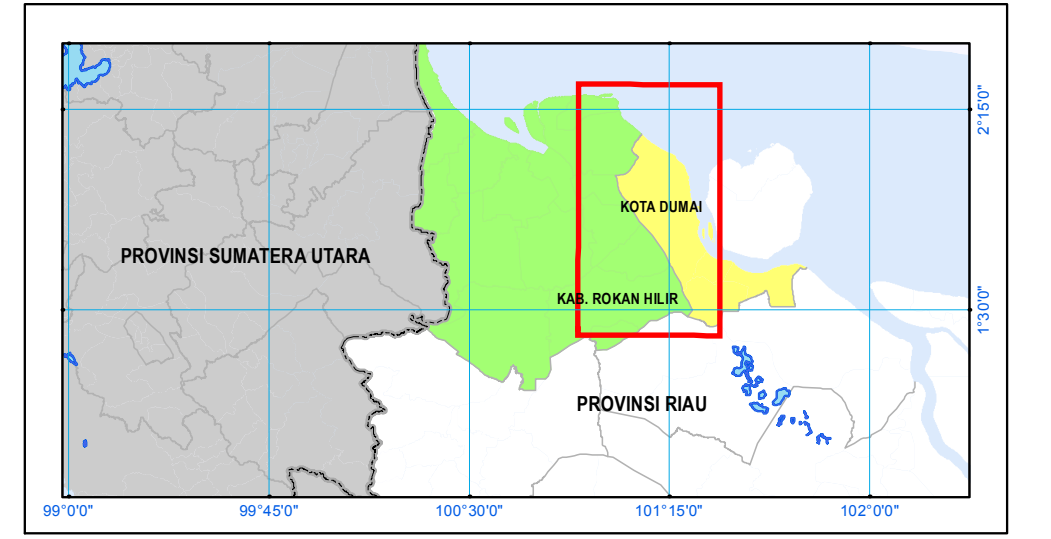 2°15'0"
KOTA DUMAI
PROVINSI SUMATERA UTARA
KAB. ROKAN HILIR
1°30'0"
PROVINSI RIAU
99°0'0"
99°45'0"
100°30'0"
101°15'0"
102°0'0"